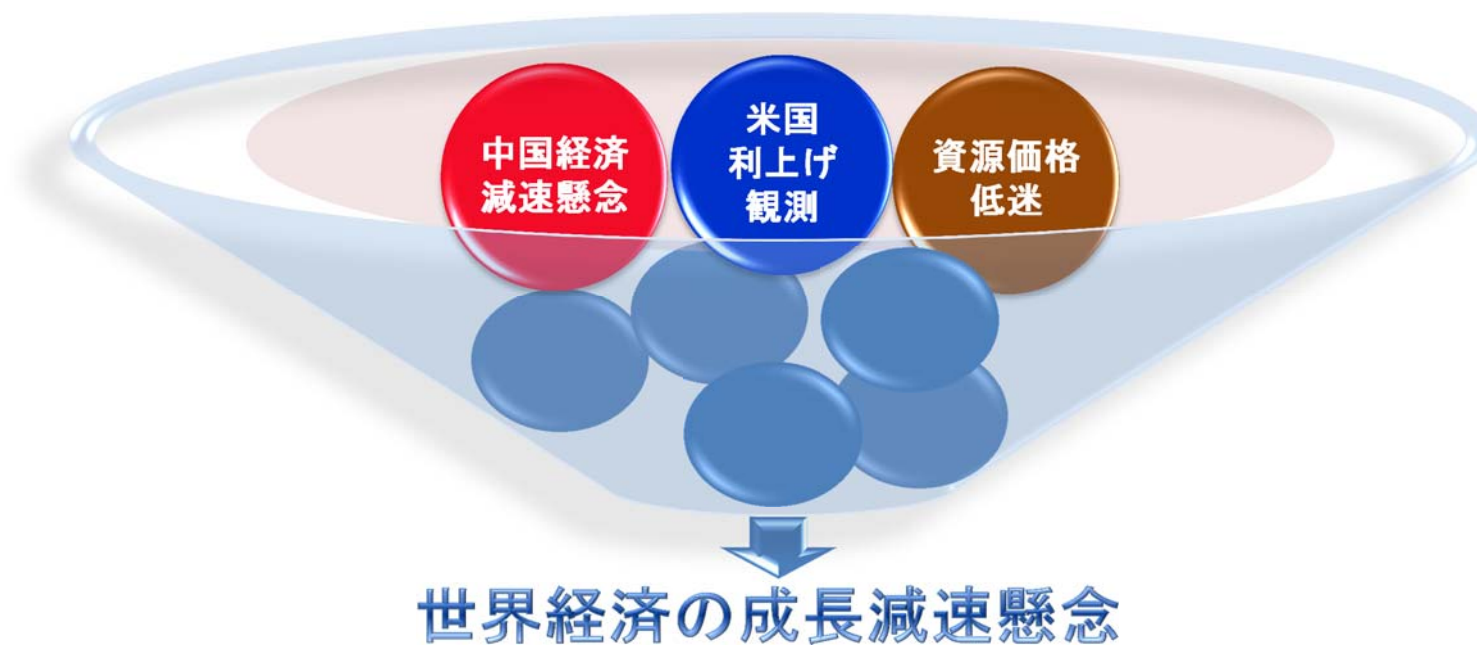 中国経済
減速懸念
米国
利上げ
観測
資源価格
低迷
世界経済の成長減速懸念